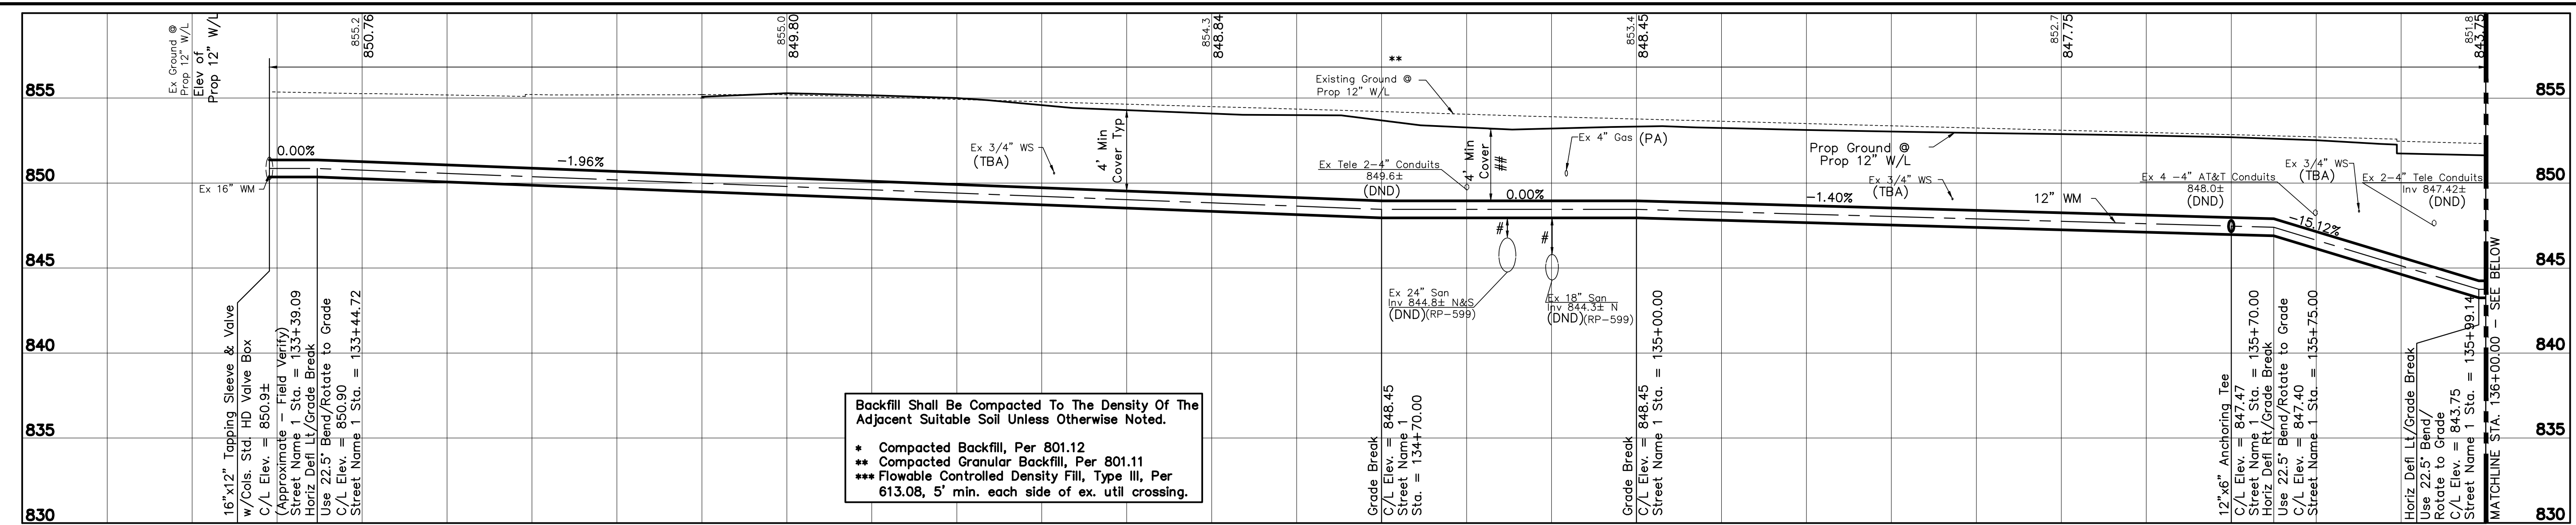 Ex Ground @
Prop 12" W/L
Elev of
Prop 12" W/L
855.2
850.76
855.0
849.80
854.3
848.84
853.4
848.45
852.7
847.75
851.8
843.75
**
855
855
Existing Ground @
Prop 12" W/L
0.00%
-1.96%
Ex 16" WM
Ex 3/4" WS
(TBA)
4' Min
Cover Typ
Ex Tele 2-4" Conduits
849.6±
(DND)
4' Min
Cover
##
Ex 4" Gas (PA)
0.00%
Prop Ground @
Prop 12" W/L
Ex 3/4" WS
(TBA)
-1.40%
12" WM
Ex 4 -4" AT&T Conduits
848.0±
(DND)
Ex 3/4" WS
(TBA)
Ex 2-4" Tele Conduits
Inv 847.42±
(DND)
-15.12%
850
850
#
#
845
845
Ex 24" San
Inv 844.8± N&S
(DND)(RP-599)
Ex 18" San
Inv 844.3± N
(DND)(RP-599)
840
840
835
835
830
830
16"x12" Tapping Sleeve & Valve
w/Cols. Std. HD Valve Box
C/L Elev. = 850.95±
(Approximate - Field Verify)
Street Name 1 Sta. = 133+39.09
Horiz Defl Lt/Grade Break
Use 22.5° Bend/Rotate to Grade
C/L Elev. = 850.90
Street Name 1 Sta. = 133+44.72
Backfill Shall Be Compacted To The Density Of The
Adjacent Suitable Soil Unless Otherwise Noted.
* Compacted Backfill, Per 801.12
** Compacted Granular Backfill, Per 801.11
*** Flowable Controlled Density Fill, Type III, Per
613.08, 5' min. each side of ex. util crossing.
Grade Break
C/L Elev. = 848.45
Street Name 1
Sta. = 134+70.00
Grade Break
C/L Elev. = 848.45
Street Name 1 Sta. = 135+00.00
12"x6" Anchoring Tee
C/L Elev. = 847.47
Street Name 1 Sta. = 135+70.00
Horiz Defl Rt/Grade Break
Use 22.5° Bend/Rotate to Grade
C/L Elev. = 847.40
Street Name 1 Sta. = 135+75.00
Horiz Defl Lt/Grade Break
Use 22.5° Bend/
Rotate to Grade
C/L Elev. = 843.75
Street Name 1 Sta. = 135+99.14
MATCHLINE STA. 136+00.00 - SEE BELOW